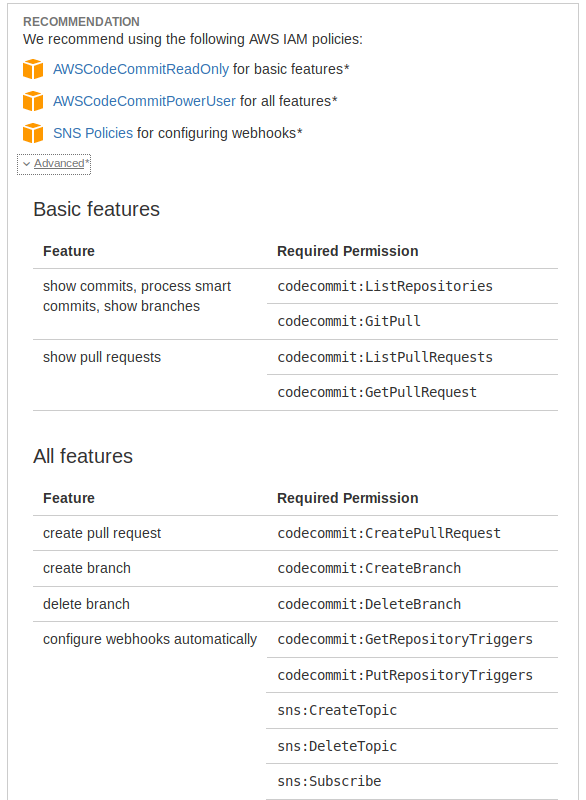 RECOMMENDATION
We recommend using the following AWS IAM policies:
AWSCodeCommitReadOnly for basic features*
AWSCodeCommitPowerUser for all features*
SNS Policies for configuring webhooks*
Advanced*
Basic features
Feature Required Permission
show commits, process smart codecommit:ListRepositories
commits, show branches
codecommit:GitPull
show pull requests codecommit:ListPullRequests
codecommit:GetPullRequest
All features
Feature Required Permission
create pull request codecommit:CreatePullRequest
create branch codecommit:CreateBranch
delete branch codecommit:DeleteBranch
configure webhooks automatically codecommit:GetRepositoryTriggers
codecommit:PutRepositoryTriggers
sns:CreateTopic
sns:DeleteTopic
sns:Subscribe